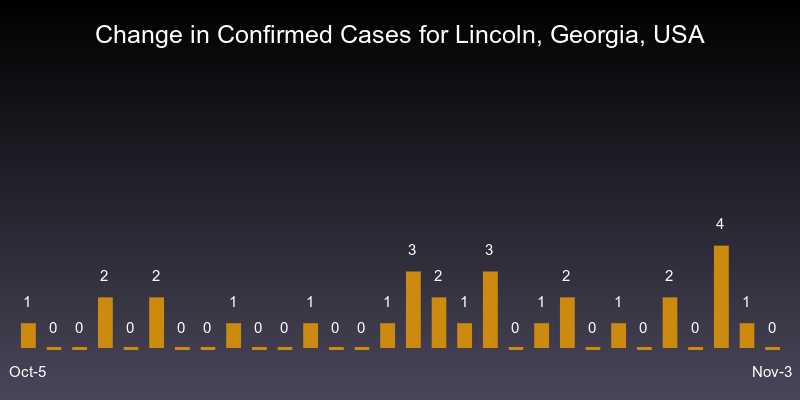 Change in Confirmed Cases for Lincoln, Georgia, USA
1 0 0 2 0 2 0 0 1 0 0 1 0 0 1 3 2 1 3 0 1 2 0 1 0 2 0 4 1 0
Oct-5 Nov-3